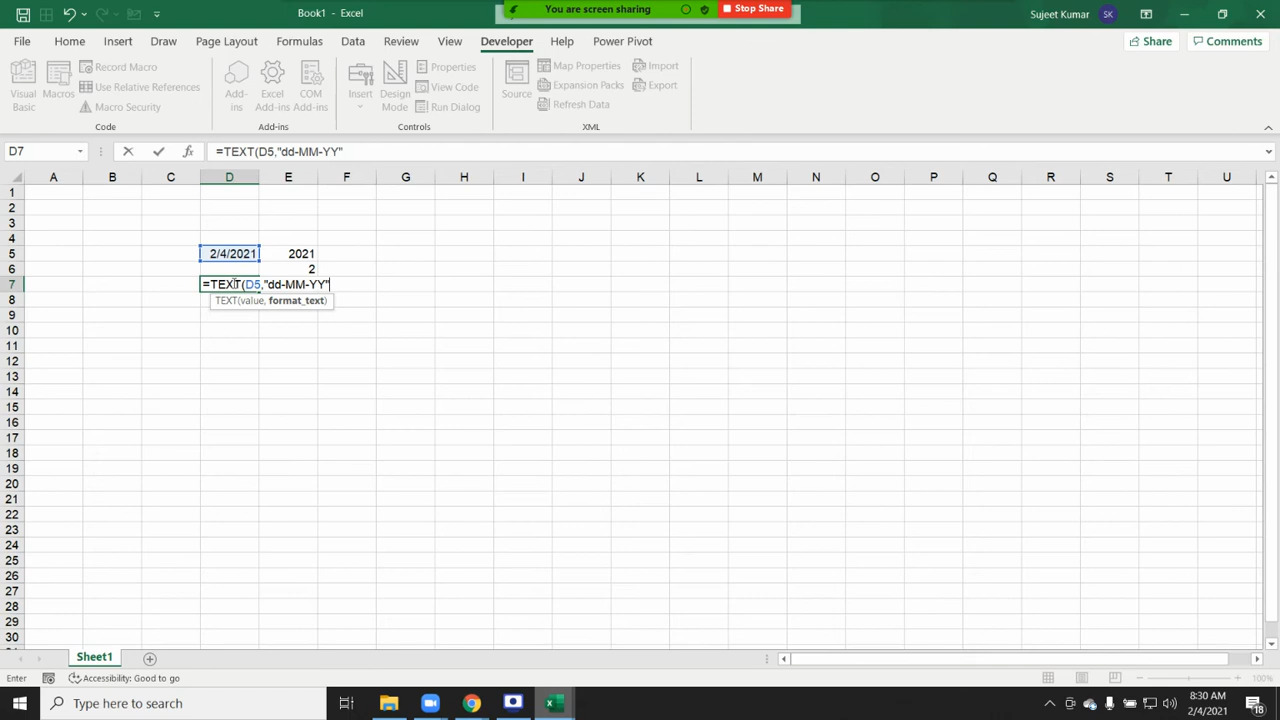 Book1 - Excel
You are screen sharing
Stop Share
Sujeet Kumar
SK
File Home Insert Draw Page Layout Formulas Data Review View Developer Help Power Pivot
Share
Comments
Visual Basic
Macros
Record Macro
Use Relative References
Macro Security
Code
Add-ins
Excel Add-ins
COM Add-ins
Add-ins
Insert
Design Mode
Properties
View Code
Run Dialog
Controls
Source
Map Properties
Expansion Packs
Refresh Data
Import
Export
XML
D7
fx
=TEXT(D5,"dd-MM-YY"
A B C D E F G H I J K L M N O P Q R S T U
1
2
3
4
5 2/4/2021 2021
6 2
7 =TEXT(D5,"dd-MM-YY"
TEXT(value, format_text)
8
9
10
11
12
13
14
15
16
17
18
19
20
21
22
23
24
25
26
27
28
29
30
Sheet1
Enter
Accessibility: Good to go
100%
Type here to search
8:30 AM
2/4/2021
18